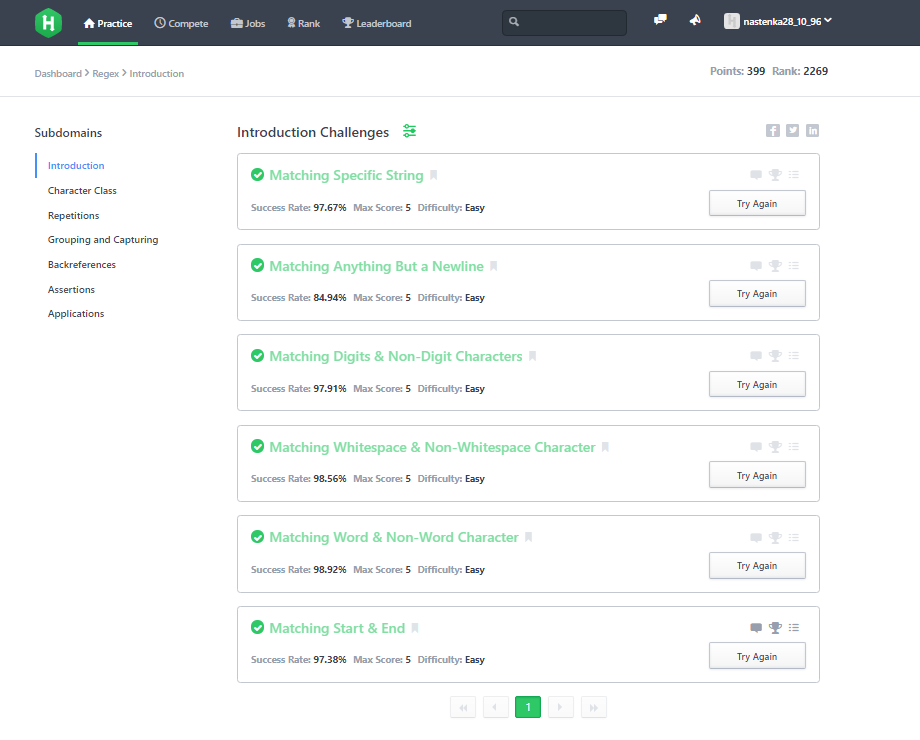 H Practice Compete Jobs Rank Leaderboard nastenka28_10_96
Dashboard Regex Introduction Points: 399 Rank: 2269
Subdomains
Introduction
Character Class
Repetitions
Grouping and Capturing
Backreferences
Assertions
Applications
Introduction Challenges
Matching Specific String
Success Rate: 97.67% Max Score: 5 Difficulty: Easy
Try Again
Matching Anything But a Newline
Success Rate: 84.94% Max Score: 5 Difficulty: Easy
Try Again
Matching Digits & Non-Digit Characters
Success Rate: 97.91% Max Score: 5 Difficulty: Easy
Try Again
Matching Whitespace & Non-Whitespace Character
Success Rate: 98.56% Max Score: 5 Difficulty: Easy
Try Again
Matching Word & Non-Word Character
Success Rate: 98.92% Max Score: 5 Difficulty: Easy
Try Again
Matching Start & End
Success Rate: 97.38% Max Score: 5 Difficulty: Easy
Try Again
1